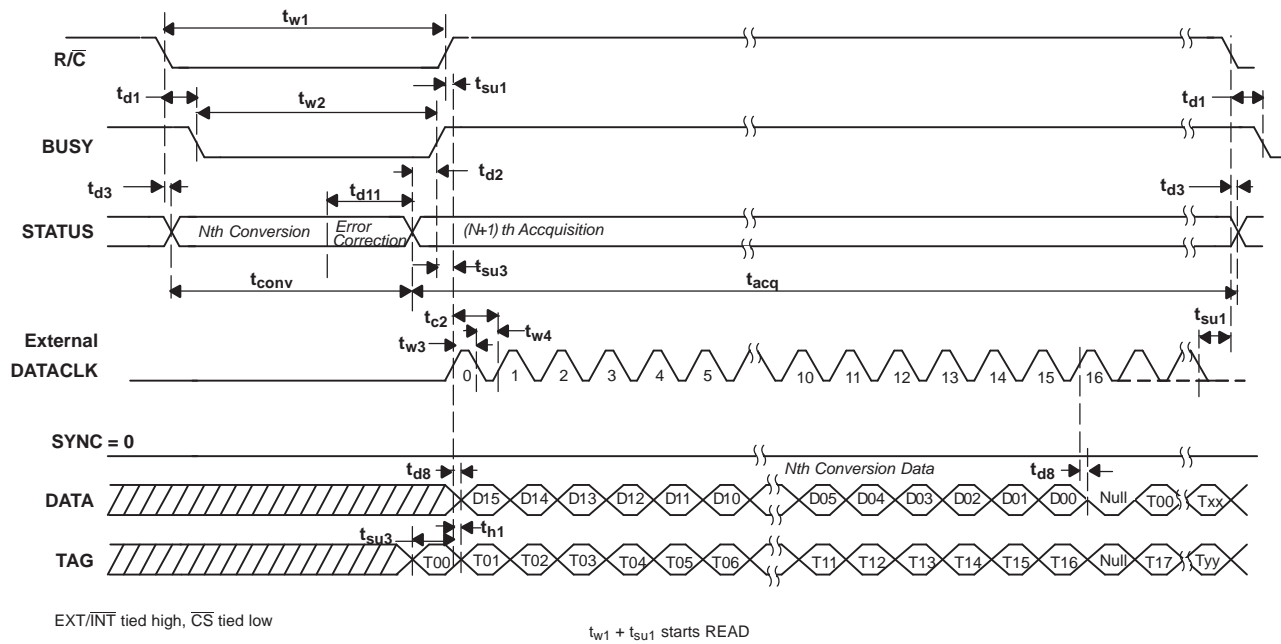 tw1
R/C
tsu1
td1
tw2
td1
BUSY
td2
td3
td11
td3
STATUS
Nth Conversion
Error
Correction
(N+1) th Accquisition
tsu3
tconv
tacq
tc2
tsu1
External
tw3
tw4
DATACLK
0 1 2 3 4 5 10 11 12 13 14 15 16
SYNC = 0
td8
Nth Conversion Data
td8
DATA
D15 D14 D13 D12 D11 D10 D05 D04 D03 D02 D01 D00 Null T00 Txx
tsu3
th1
TAG
T00 T01 T02 T03 T04 T05 T06 T11 T12 T13 T14 T15 T16 Null T17 Tyy
EXT/INT tied high, CS tied low
tw1 + tsu1 starts READ